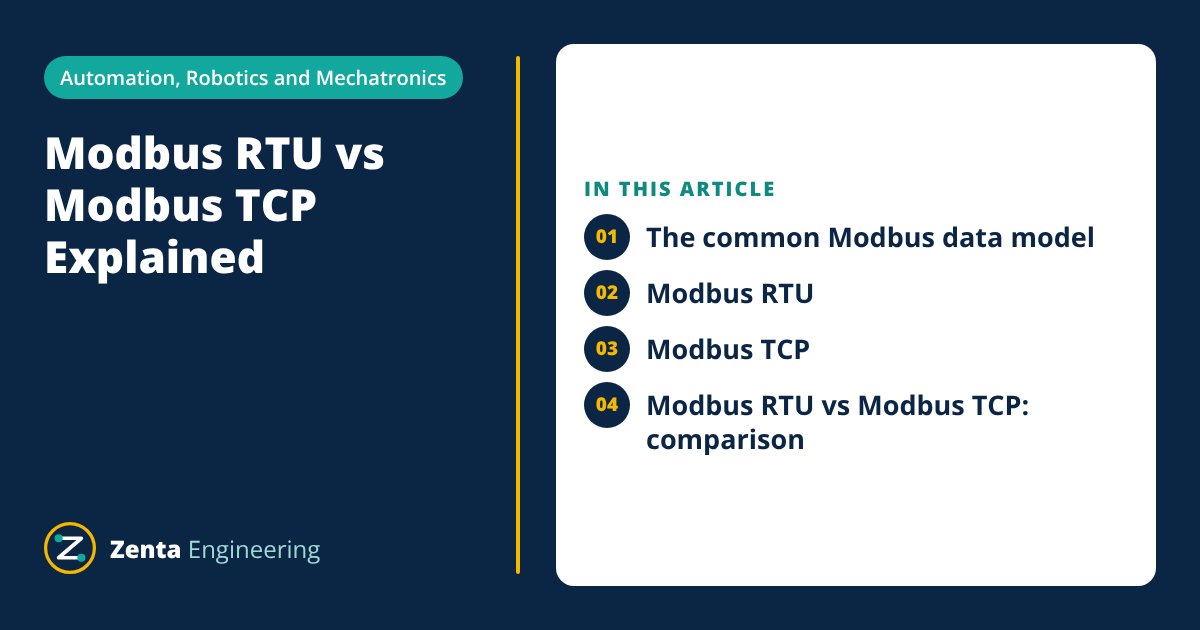 Automation, Robotics and Mechatronics
Modbus RTU vs
Modbus TCP
Explained
Zenta Engineering
IN THIS ARTICLE
01 The common Modbus data model
02 Modbus RTU
03 Modbus TCP
04 Modbus RTU vs Modbus TCP:
comparison